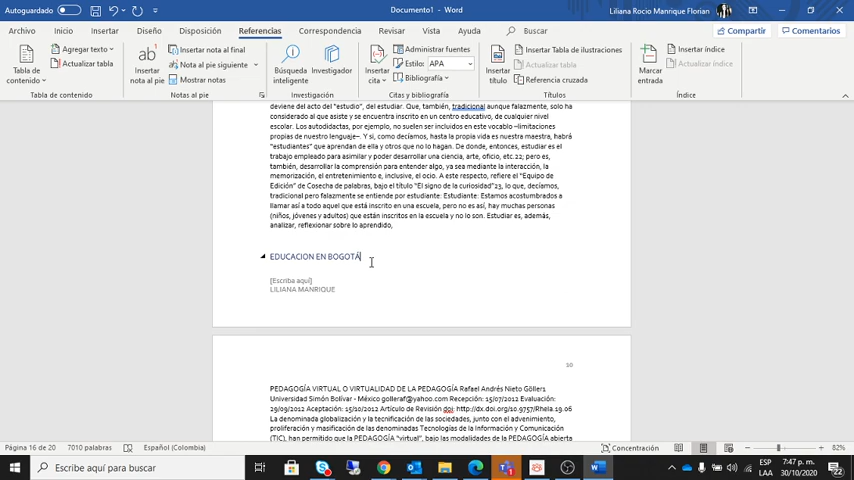 Autoguardado
Documento1 - Word
Liliana Rocio Manrique Florian
Archivo Inicio Insertar Diseño Disposición Referencias Correspondencia Revisar Vista Ayuda Buscar Compartir Comentarios
Tabla de contenido
Agregar texto
Actualizar tabla
Tabla de contenido
Insertar nota al pie
Insertar nota al final
Nota al pie siguiente
Mostrar notas
Notas al pie
Búsqueda inteligente
Investigador
Investigación
Insertar cita
Administrar fuentes
Estilo: APA
Bibliografía
Citas y bibliografía
Insertar título
Insertar Tabla de ilustraciones
Actualizar tabla
Referencia cruzada
Títulos
Marcar entrada
Insertar índice
Actualizar índice
Índice
deviene del acto del "estudio", del estudiar. Que, también, tradicional aunque falazmente, solo ha
considerado al que asiste y se encuentra inscrito en un centro educativo, de cualquier nivel
escolar. Los autodidactas, por ejemplo, no suelen ser incluidos en este vocablo –limitaciones
propias de nuestro lenguaje–. Y si, como decíamos, hasta la propia vida es nuestra maestra, habrá
"estudiantes" que aprendan de ella y otros que no lo hagan. De donde, entonces, estudiar es el
trabajo empleado para asimilar y poder desarrollar una ciencia, arte, oficio, etc.22; pero es,
también, desarrollar la comprensión para entender algo, ya sea mediante la interacción, la
memorización, el entretenimiento e, inclusive, el ocio. A este respecto, refiere el "Equipo de
Edición" de Cosecha de palabras, bajo el título "El signo de la curiosidad"23, lo que, decíamos,
tradicional pero falazmente se entiende por estudiante: Estudiante: Estamos acostumbrados a
llamar así a todo aquel que está inscrito en una escuela, pero no es así, hay muchas personas
(niños, jóvenes y adultos) que están inscritos en la escuela y no lo son. Estudiar es, además,
analizar, reflexionar sobre lo aprendido,
EDUCACION EN BOGOTÁ
[Escriba aquí]
LILIANA MANRIQUE
10
PEDAGOGÍA VIRTUAL O VIRTUALIDAD DE LA PEDAGOGÍA Rafael Andrés Nieto Göller1
Universidad Simón Bolívar - México golleraf@yahoo.com Recepción: 15/07/2012 Evaluación:
29/09/2012 Aceptación: 15/10/2012 Artículo de Revisión doi: http://dx.doi.org/10.9757/Rhela.19.06
La denominada globalización y la tecnificación de las sociedades, junto con el advenimiento,
proliferación y masificación de las denominadas Tecnologías de la Información y Comunicación
(TIC), han permitido que la PEDAGOGÍA "virtual", bajo las modalidades de la PEDAGOGÍA abierta
Página 16 de 20 7010 palabras Español (Colombia) Concentración 82%
Escribe aquí para buscar
ESP
LAA
7:47 p. m.
30/10/2020
22